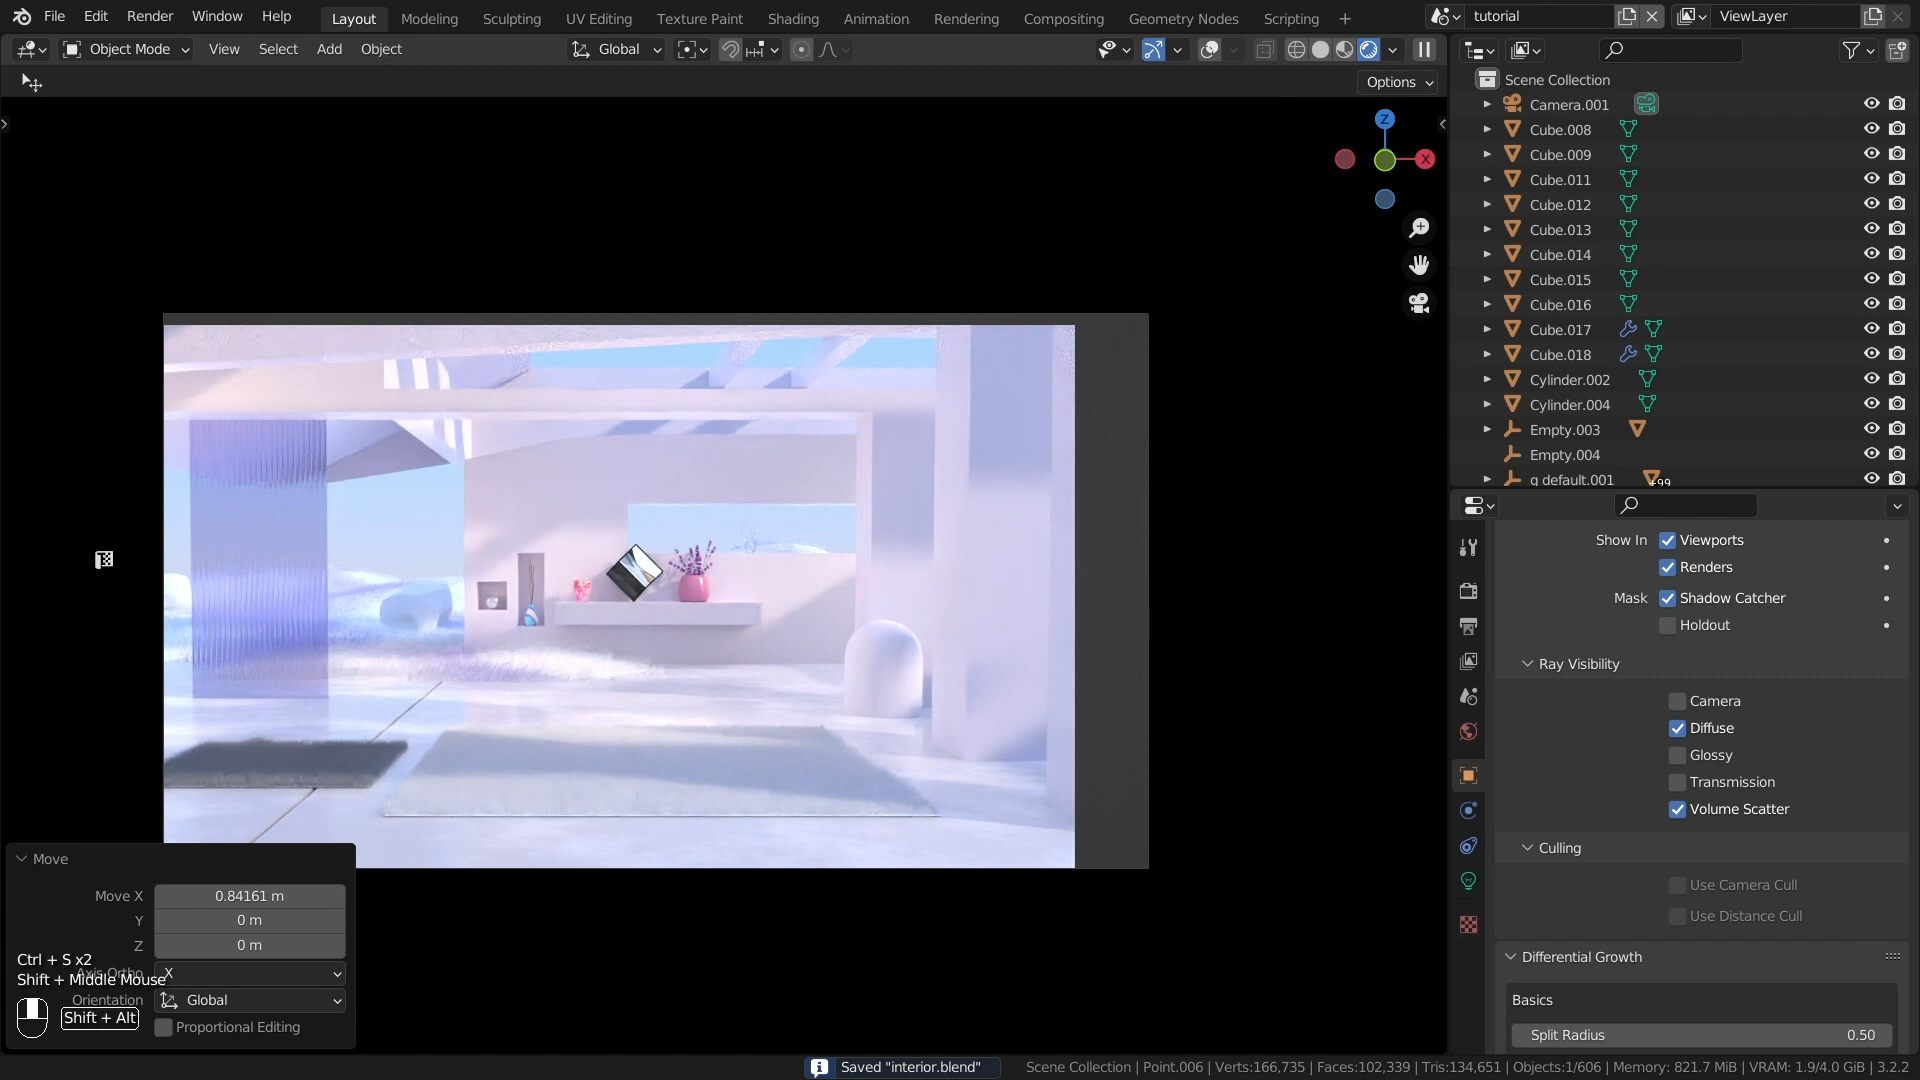 File Edit Render Window Help Layout Modeling Sculpting UV Editing Texture Paint Shading Animation Rendering Compositing Geometry Nodes Scripting + tutorial ViewLayer
Object Mode View Select Add Object Global
Options
Z
X
Scene Collection
Camera.001
Cube.008
Cube.009
Cube.011
Cube.012
Cube.013
Cube.014
Cube.015
Cube.016
Cube.017
Cube.018
Cylinder.002
Cylinder.004
Empty.003
Empty.004
g default.001 +99
Show In Viewports
Renders
Mask Shadow Catcher
Holdout
Ray Visibility
Camera
Diffuse
Glossy
Transmission
Volume Scatter
Culling
Use Camera Cull
Use Distance Cull
Differential Growth
Basics
Split Radius 0.50
Move
Move X 0.84161 m
Y 0 m
Z 0 m
Ctrl + S x2
Axis Ortho X
Shift + Middle Mouse
Orientation Global
Shift + Alt
Proportional Editing
Saved "interior.blend" Scene Collection | Point.006 | Verts:166,735 | Faces:102,339 | Tris:134,651 | Objects:1/606 | Memory: 821.7 MiB | VRAM: 1.9/4.0 GiB | 3.2.2